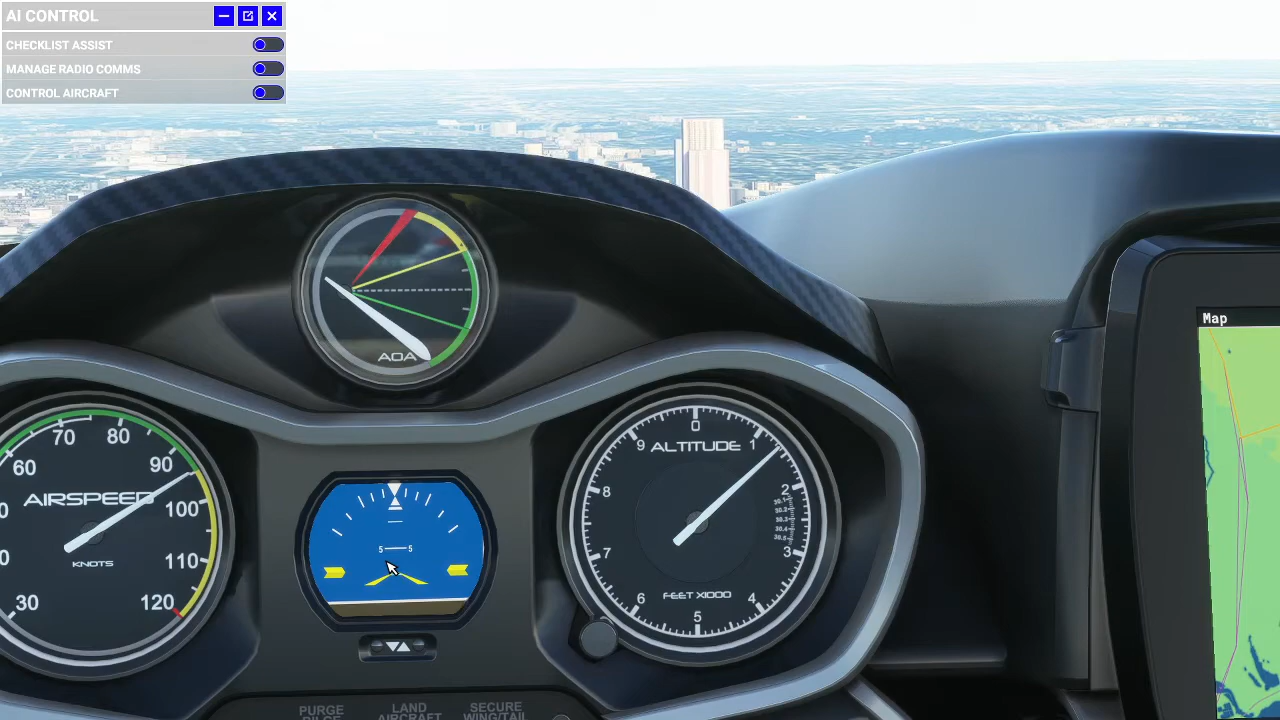 AI CONTROL
CHECKLIST ASSIST
MANAGE RADIO COMMS
CONTROL AIRCRAFT
AOA
Map
60 70 80 90 100 110 120 30
AIRSPEED
KNOTS
5 5
0 1 2 3 4 5 6 7 8 9
ALTITUDE
FEET X1000
PURGE
LAND
AIRCRAFT
SECURE
WING/TAIL